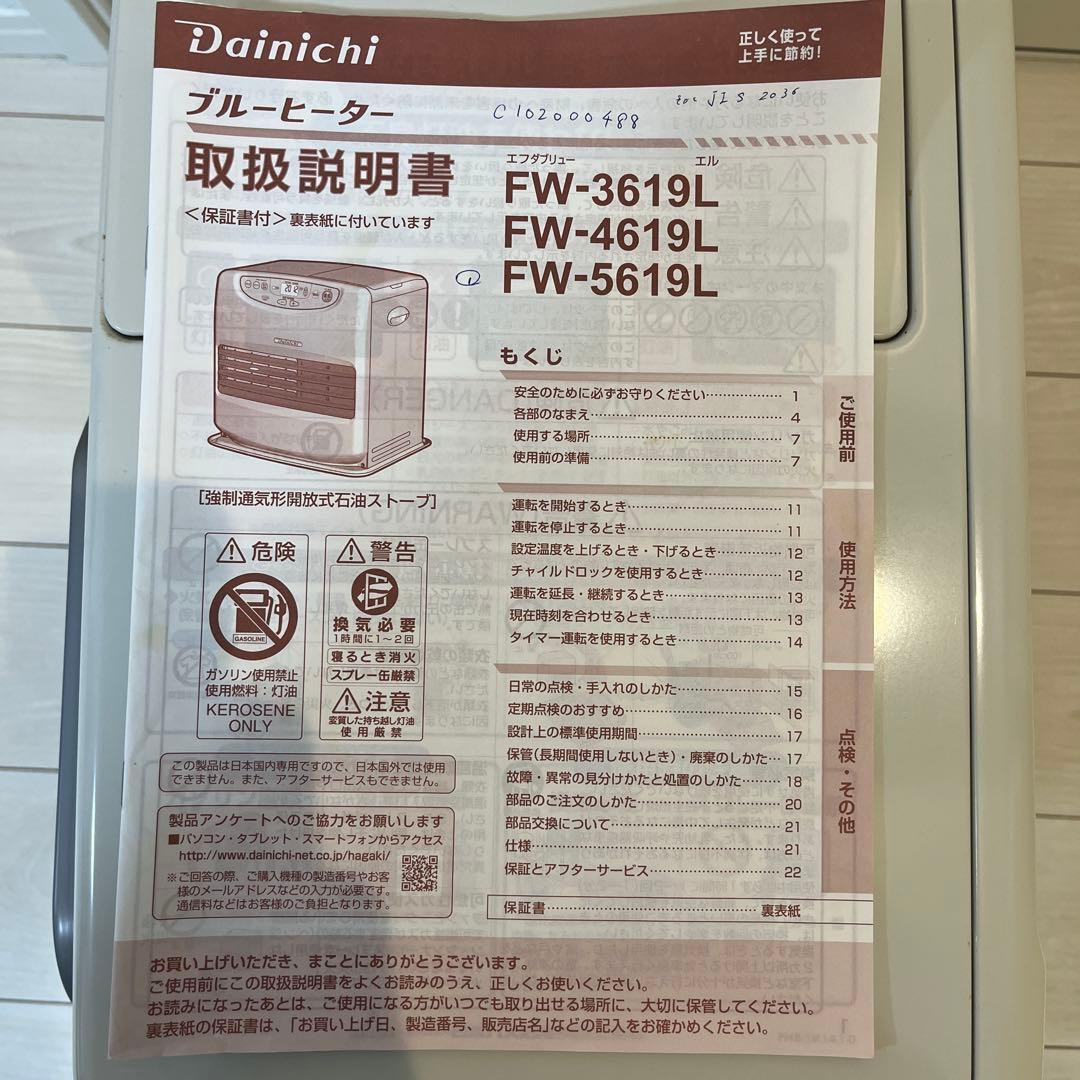 Dainichi
正しく使って
上手に節約!
ブルーヒーター
C102000488
JIS 2036
取扱説明書
<保証書付>裏表紙に付いています
エフダブリュー エル
FW-3619L
FW-4619L
① FW-5619L
[強制通気形開放式石油ストーブ]
危険
GASOLINE
ガソリン使用禁止
使用燃料:灯油
KEROSENE
ONLY
警告
換気必要
1時間に1~2回
寝るとき消火
スプレー缶厳禁
注意
変質した持ち越し灯油
使用厳禁
この製品は日本国内専用ですので、日本国外では使用
できません。また、アフターサービスもできません。
製品アンケートへのご協力をお願いします
■パソコン・タブレット・スマートフォンからアクセス
http://www.dainichi-net.co.jp/hagaki/
※ご回答の際、ご購入機種の製造番号やお客
様のメールアドレスなどの入力が必要です。
通信料などはお客様のご負担となります。
もくじ
ご使用前
安全のために必ずお守りください 1
各部のなまえ 4
使用する場所 7
使用前の準備 7
使用方法
運転を開始するとき 11
運転を停止するとき 11
設定温度を上げるとき・下げるとき 12
チャイルドロックを使用するとき 12
運転を延長・継続するとき 13
現在時刻を合わせるとき 13
タイマー運転を使用するとき 14
点検・その他
日常の点検・手入れのしかた 15
定期点検のおすすめ 16
設計上の標準使用期間 17
保管(長期間使用しないとき)・廃棄のしかた 17
故障・異常の見分けかたと処置のしかた 18
部品のご注文のしかた 20
部品交換について 21
仕様 21
保証とアフターサービス 22
保証書 裏表紙
お買い上げいただき、まことにありがとうございます。
ご使用前にこの取扱説明書をよくお読みのうえ、正しくお使いください。
お読みになったあとは、ご使用になる方がいつでも取り出せる場所に、大切に保管してください。
裏表紙の保証書は、「お買い上げ日、製造番号、販売店名」などの記入をお確かめください。